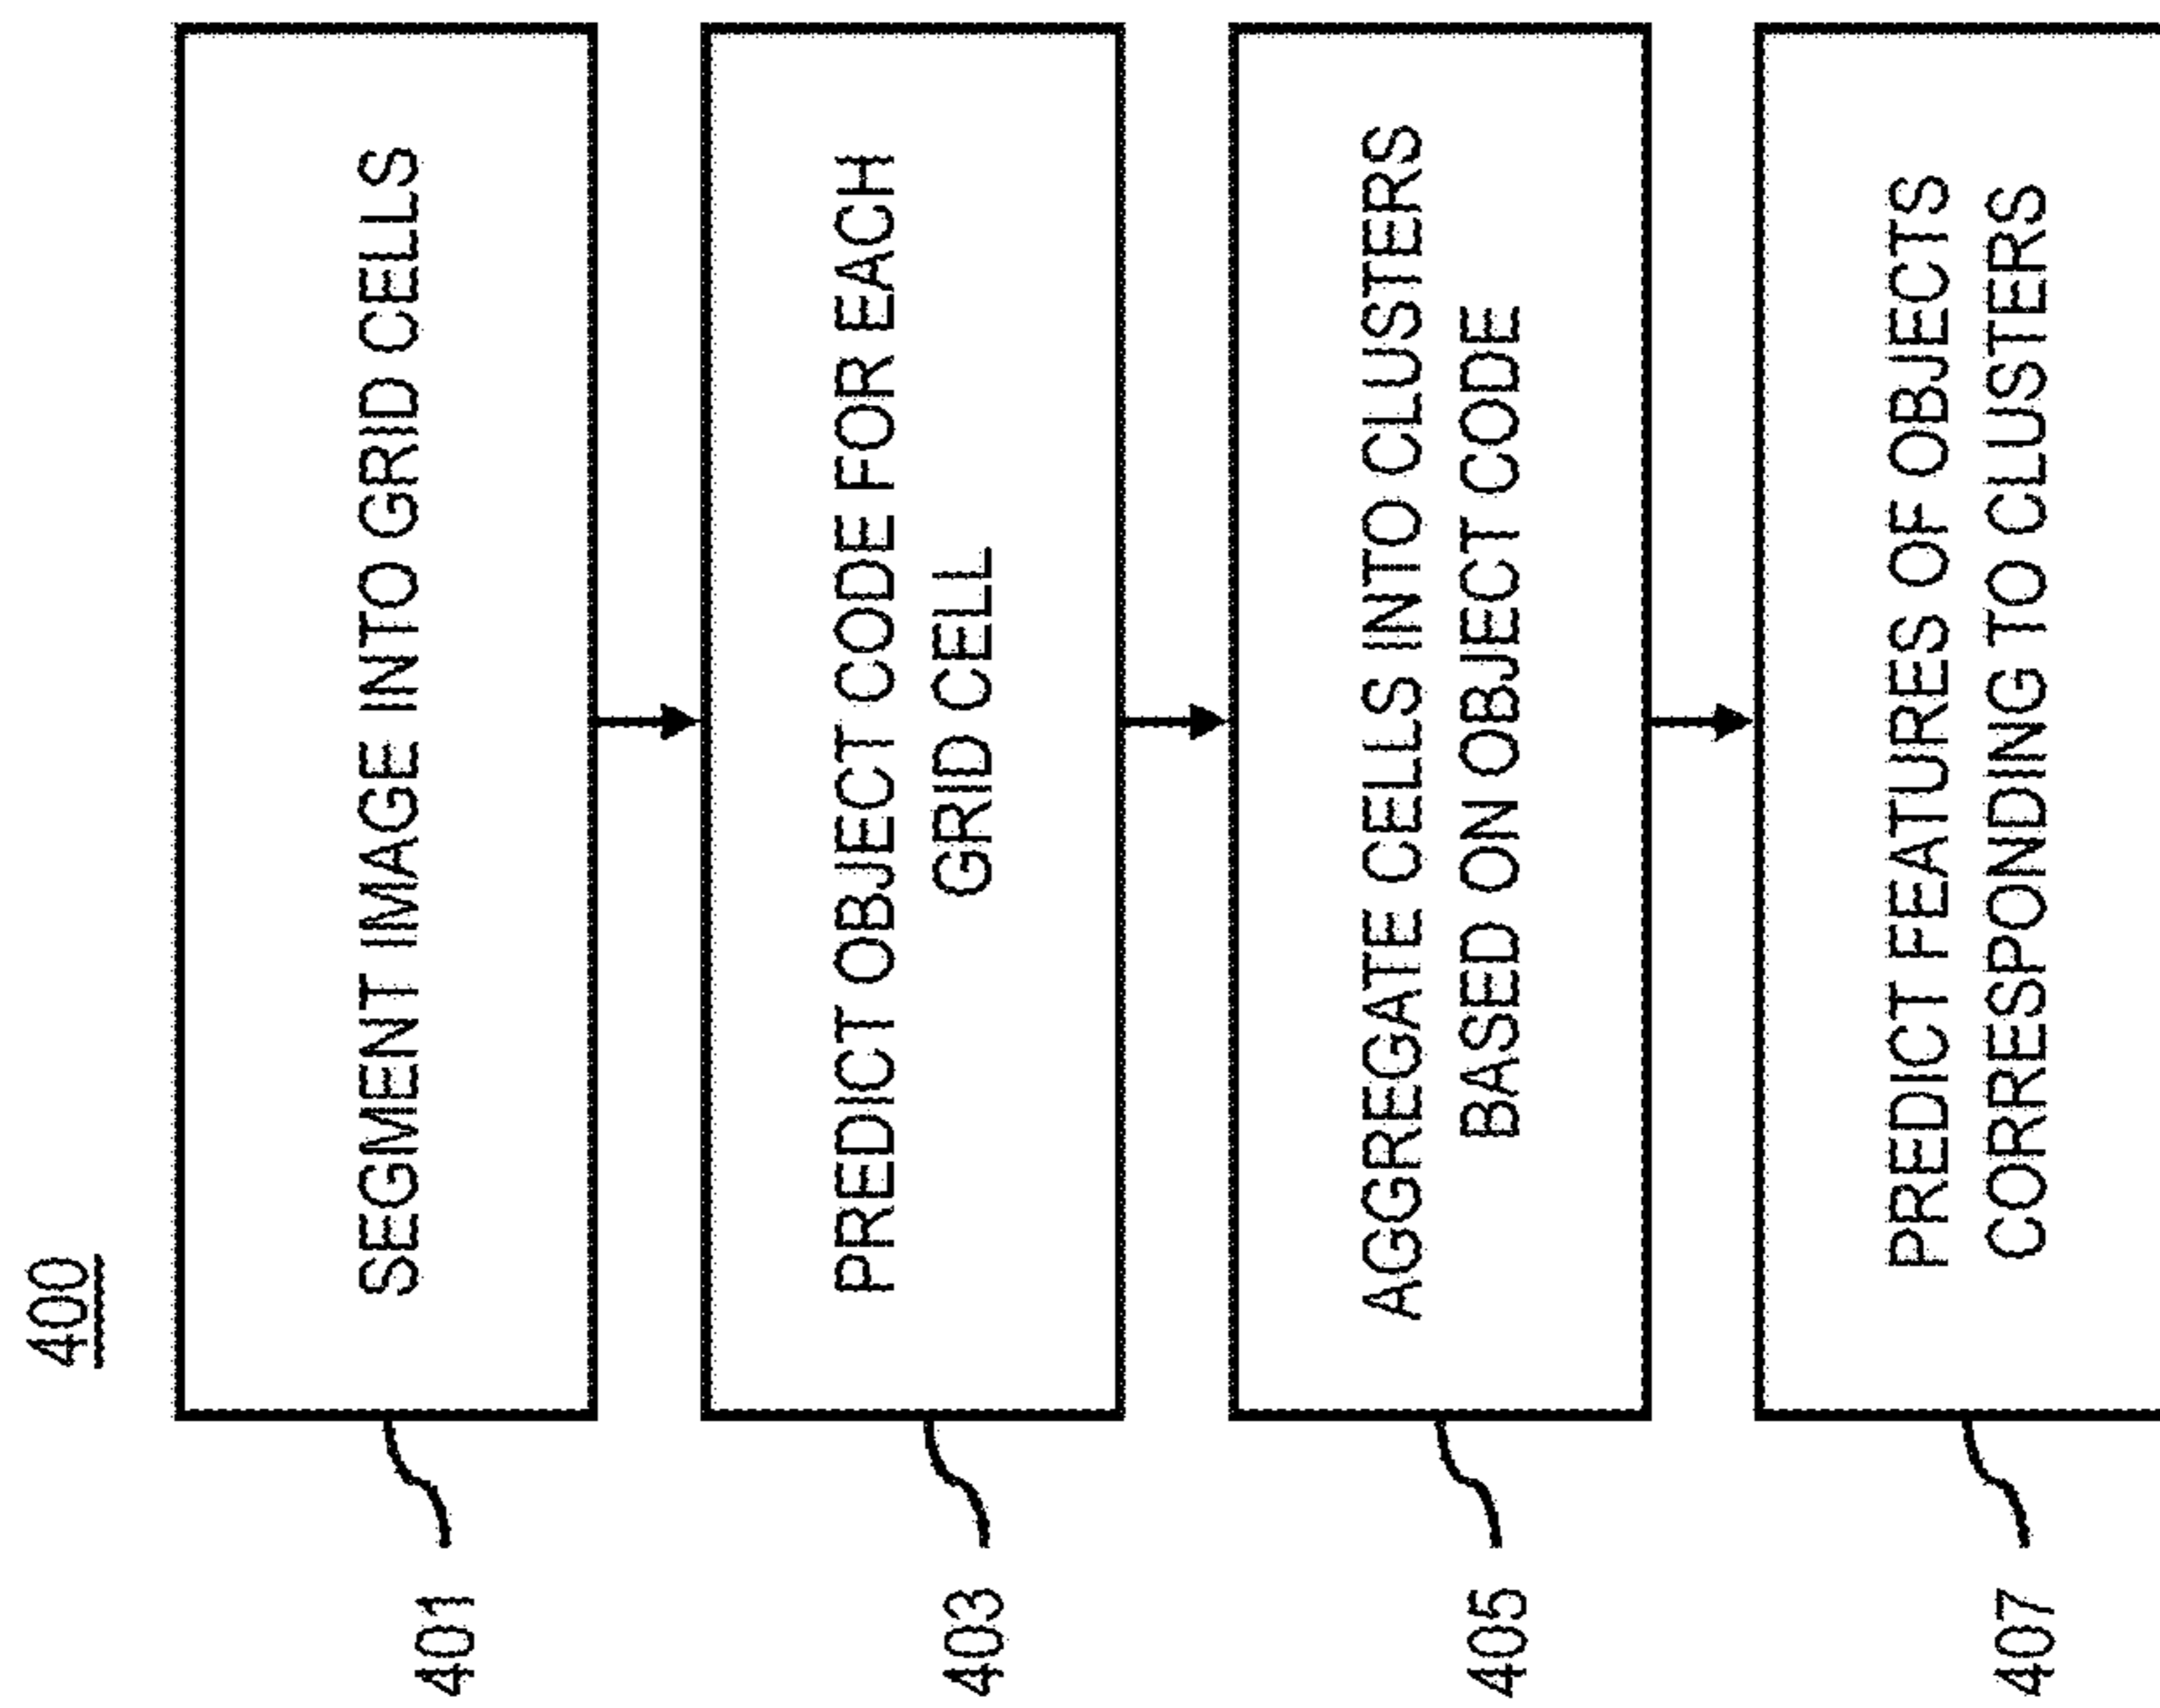 400
401
SEGMENT IMAGE INTO GRID CELLS
403
PREDICT OBJECT CODE FOR EACH
GRID CELL
405
AGGREGATE CELLS INTO CLUSTERS
BASED ON OBJECT CODE
407
PREDICT FEATURES OF OBJECTS
CORRESPONDING TO CLUSTERS